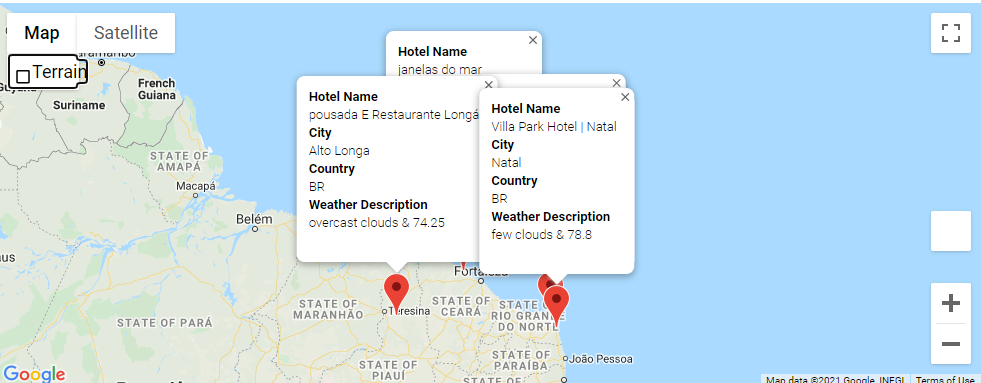 Map
Satellite
Terrain
Suriname
French
Guiana
STATE OF
AMAPÁ
Macapá
Belém
STATE OF PARÁ
STATE OF
MARANHÃO
Teresina
STATE OF
PIAUÍ
Fortaleza
STATE OF
CEARÁ
STATE OF
RIO GRANDE
DO NORTE
STATE OF
PARAÍBA
João Pessoa
Hotel Name
janelas do mar
Hotel Name
pousada E Restaurante Longá
City
Alto Longa
Country
BR
Weather Description
overcast clouds & 74.25
Hotel Name
Villa Park Hotel | Natal
City
Natal
Country
BR
Weather Description
few clouds & 78.8
Google
Map data ©2021 Google, INEGI
Terms of Use